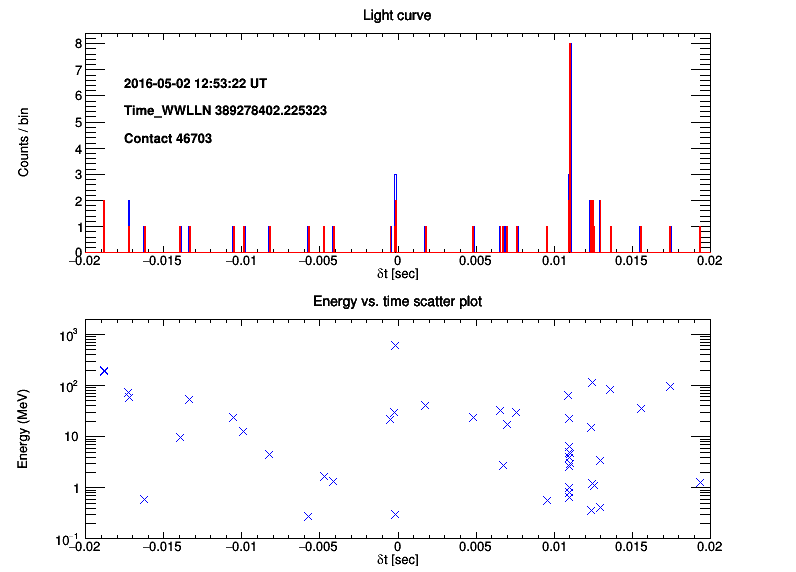 Light curve
Counts / bin
8
7
6
5
4
3
2
1
0
2016-05-02 12:53:22 UT
Time_WWLLN 389278402.225323
Contact 46703
−0.02 −0.015 −0.01 −0.005 0 0.005 0.01 0.015 0.02
δt [sec]
Energy vs. time scatter plot
Energy (MeV)
10³
10²
10
1
10⁻¹
−0.02 −0.015 −0.01 −0.005 0 0.005 0.01 0.015 0.02
δt [sec]